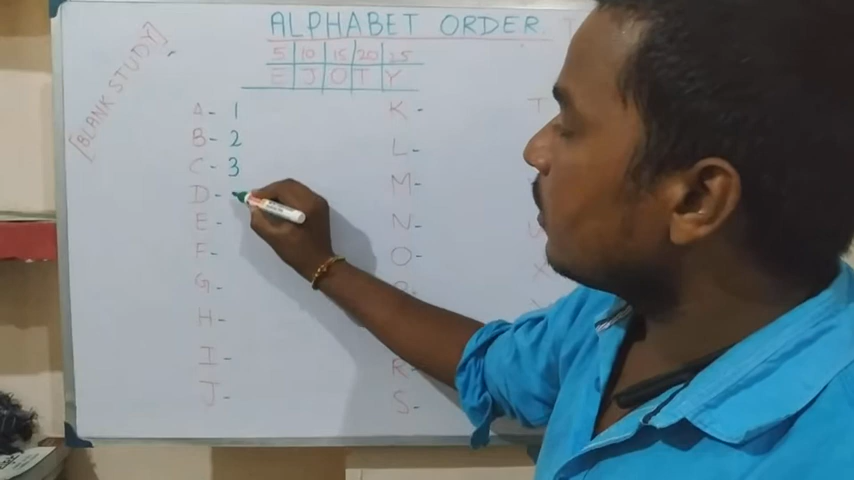 ALPHABET ORDER
[BLANK STUDY]
5 10 15 20 25
E J O T Y
A- 1
B- 2
C- 3
D-
E-
F-
G-
H-
I-
J-
K-
L-
M-
N-
O-
R-
S-
T